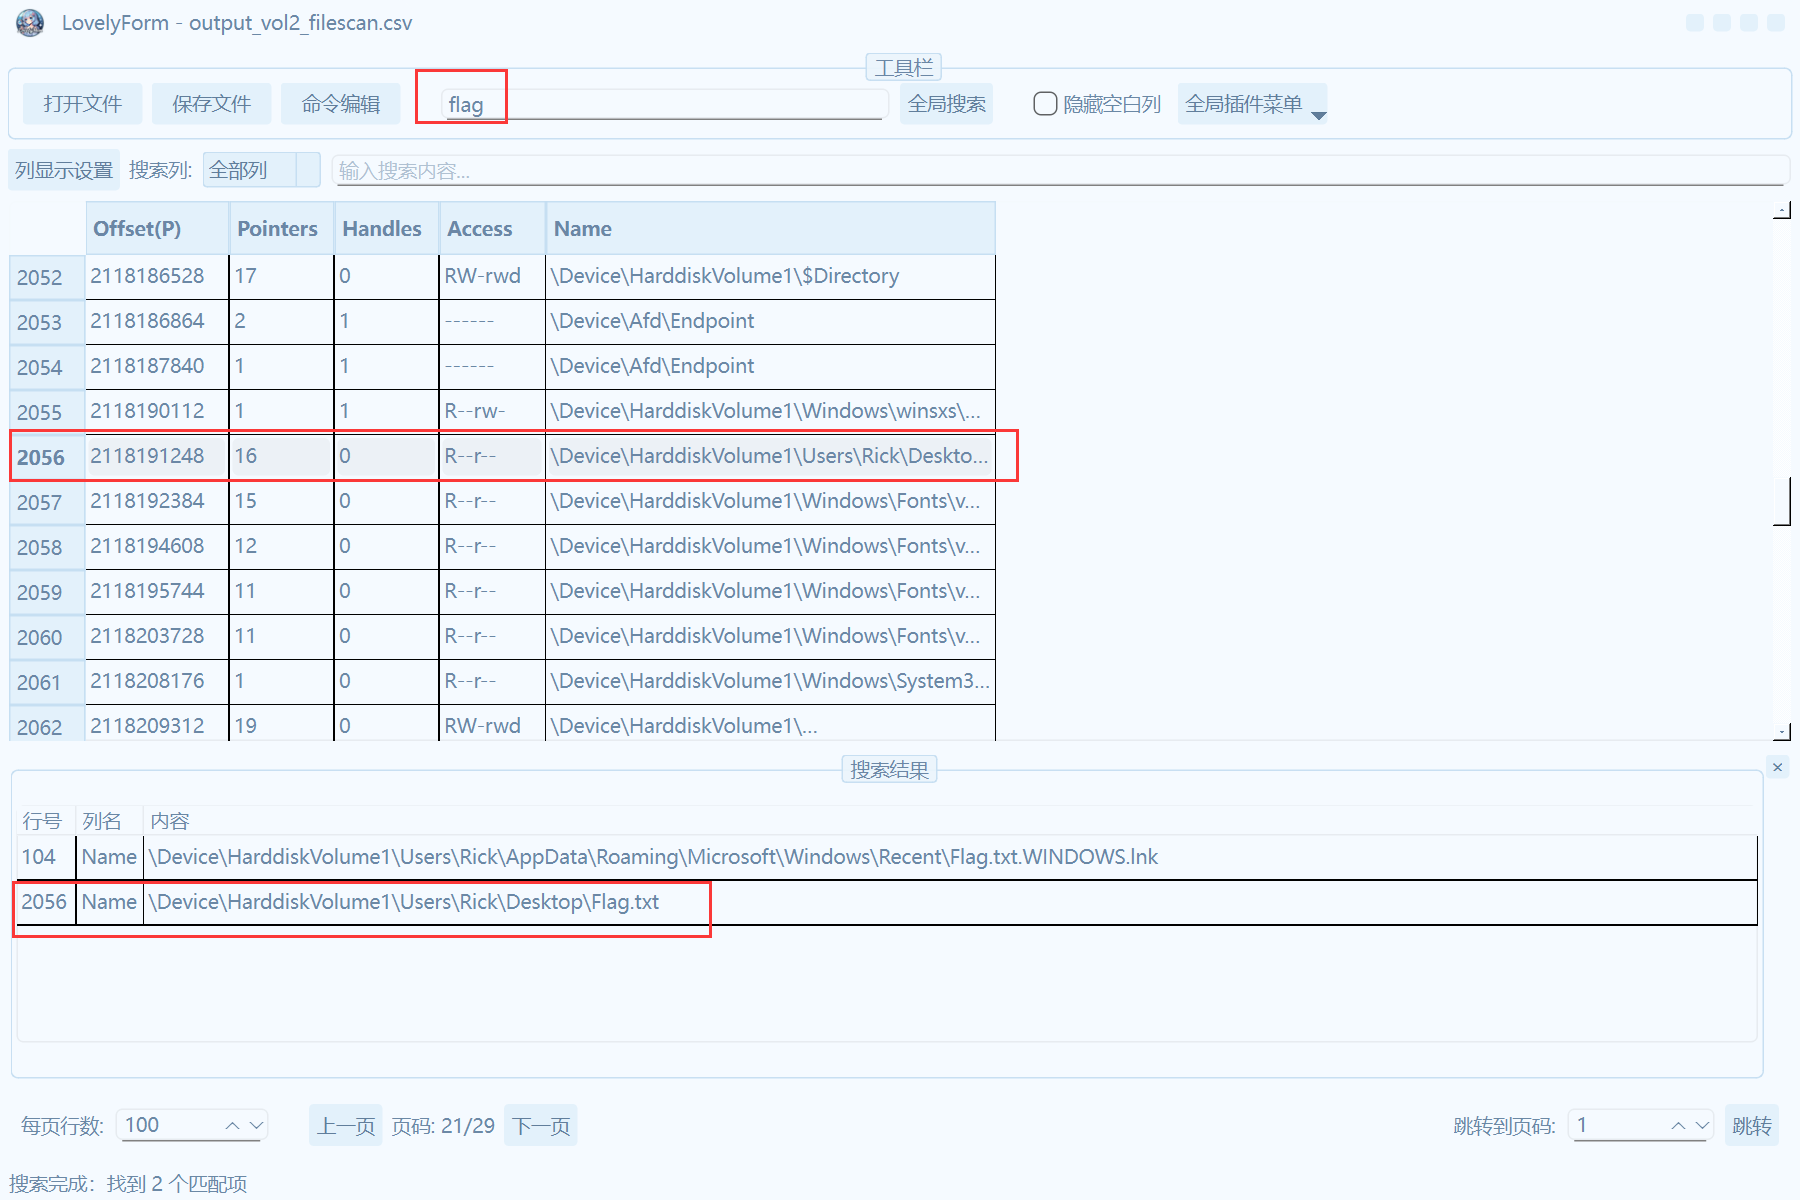 LovelyForm - output_vol2_filescan.csv
工具栏
打开文件 保存文件 命令编辑 flag 全局搜索 隐藏空白列 全局插件菜单
列显示设置 搜索列: 全部列 输入搜索内容...
Offset(P) Pointers Handles Access Name
2052 2118186528 17 0 RW-rwd \Device\HarddiskVolume1\$Directory
2053 2118186864 2 1 ------ \Device\Afd\Endpoint
2054 2118187840 1 1 ------ \Device\Afd\Endpoint
2055 2118190112 1 1 R--rw- \Device\HarddiskVolume1\Windows\winsxs\...
2056 2118191248 16 0 R--r-- \Device\HarddiskVolume1\Users\Rick\Deskto...
2057 2118192384 15 0 R--r-- \Device\HarddiskVolume1\Windows\Fonts\v...
2058 2118194608 12 0 R--r-- \Device\HarddiskVolume1\Windows\Fonts\v...
2059 2118195744 11 0 R--r-- \Device\HarddiskVolume1\Windows\Fonts\v...
2060 2118203728 11 0 R--r-- \Device\HarddiskVolume1\Windows\Fonts\v...
2061 2118208176 1 0 R--r-- \Device\HarddiskVolume1\Windows\System3...
2062 2118209312 19 0 RW-rwd \Device\HarddiskVolume1\...
搜索结果
行号 列名 内容
104 Name \Device\HarddiskVolume1\Users\Rick\AppData\Roaming\Microsoft\Windows\Recent\Flag.txt.WINDOWS.lnk
2056 Name \Device\HarddiskVolume1\Users\Rick\Desktop\Flag.txt
每页行数: 100 上一页 页码: 21/29 下一页 跳转到页码: 1 跳转
搜索完成：找到 2 个匹配项